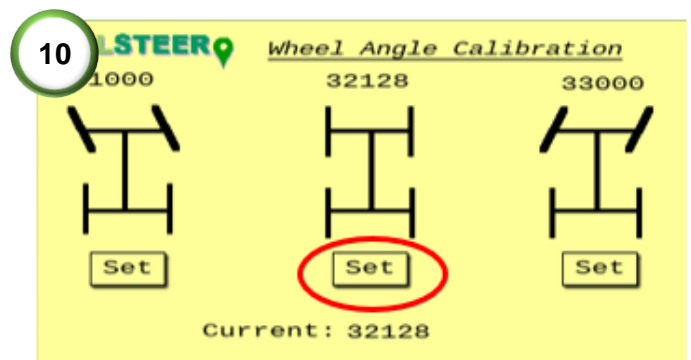 10 LSTEER Wheel Angle Calibration
1000 32128 33000
Set Set Set
Current: 32128